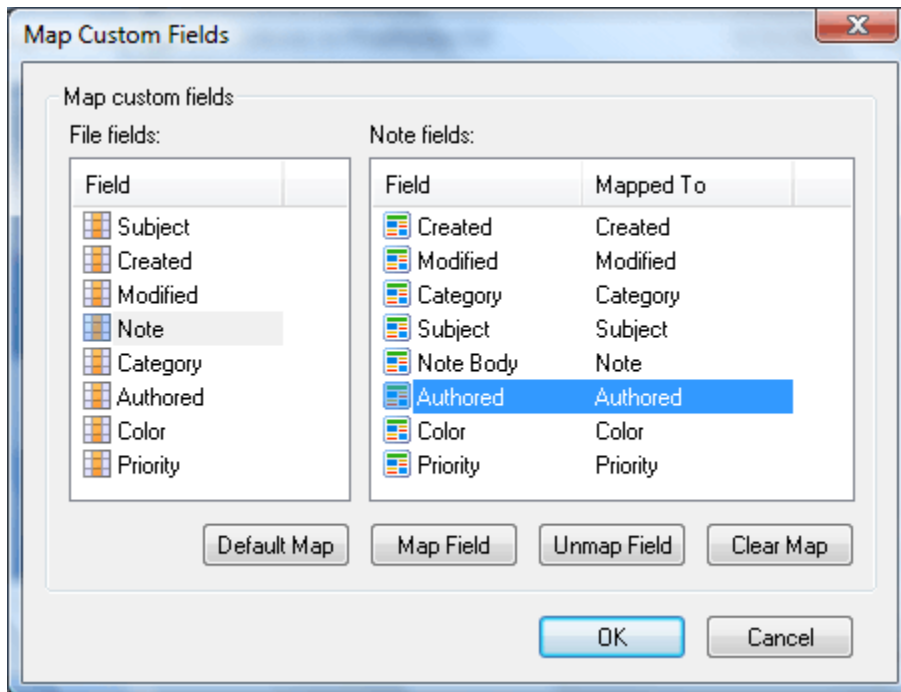 Map Custom Fields
Map custom fields
File fields:
Note fields:
Field
Subject
Created
Modified
Note
Category
Authored
Color
Priority
Field Mapped To
Created Created
Modified Modified
Category Category
Subject Subject
Note Body Note
Authored Authored
Color Color
Priority Priority
Default Map Map Field Unmap Field Clear Map
OK Cancel